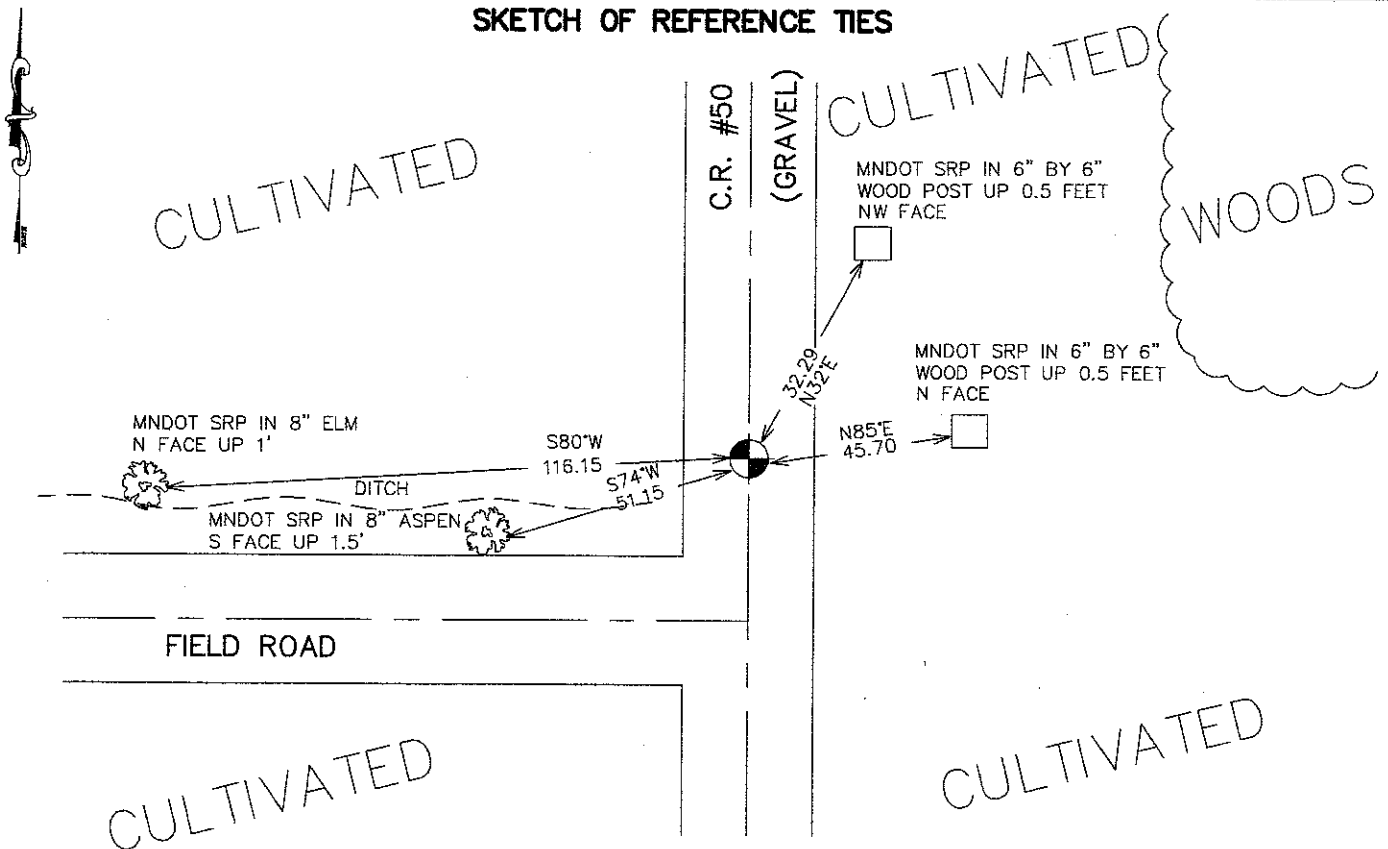 SKETCH OF REFERENCE TIES
CULTIVATED
C.R. #50
(GRAVEL)
CULTIVATED
WOODS
MNDOT SRP IN 6" BY 6"
WOOD POST UP 0.5 FEET
NW FACE
32.29
N32°E
MNDOT SRP IN 6" BY 6"
WOOD POST UP 0.5 FEET
N FACE
N85°E
45.70
MNDOT SRP IN 8" ELM
N FACE UP 1'
S80°W
116.15
DITCH
S74°W
51.15
MNDOT SRP IN 8" ASPEN
S FACE UP 1.5'
FIELD ROAD
CULTIVATED
CULTIVATED